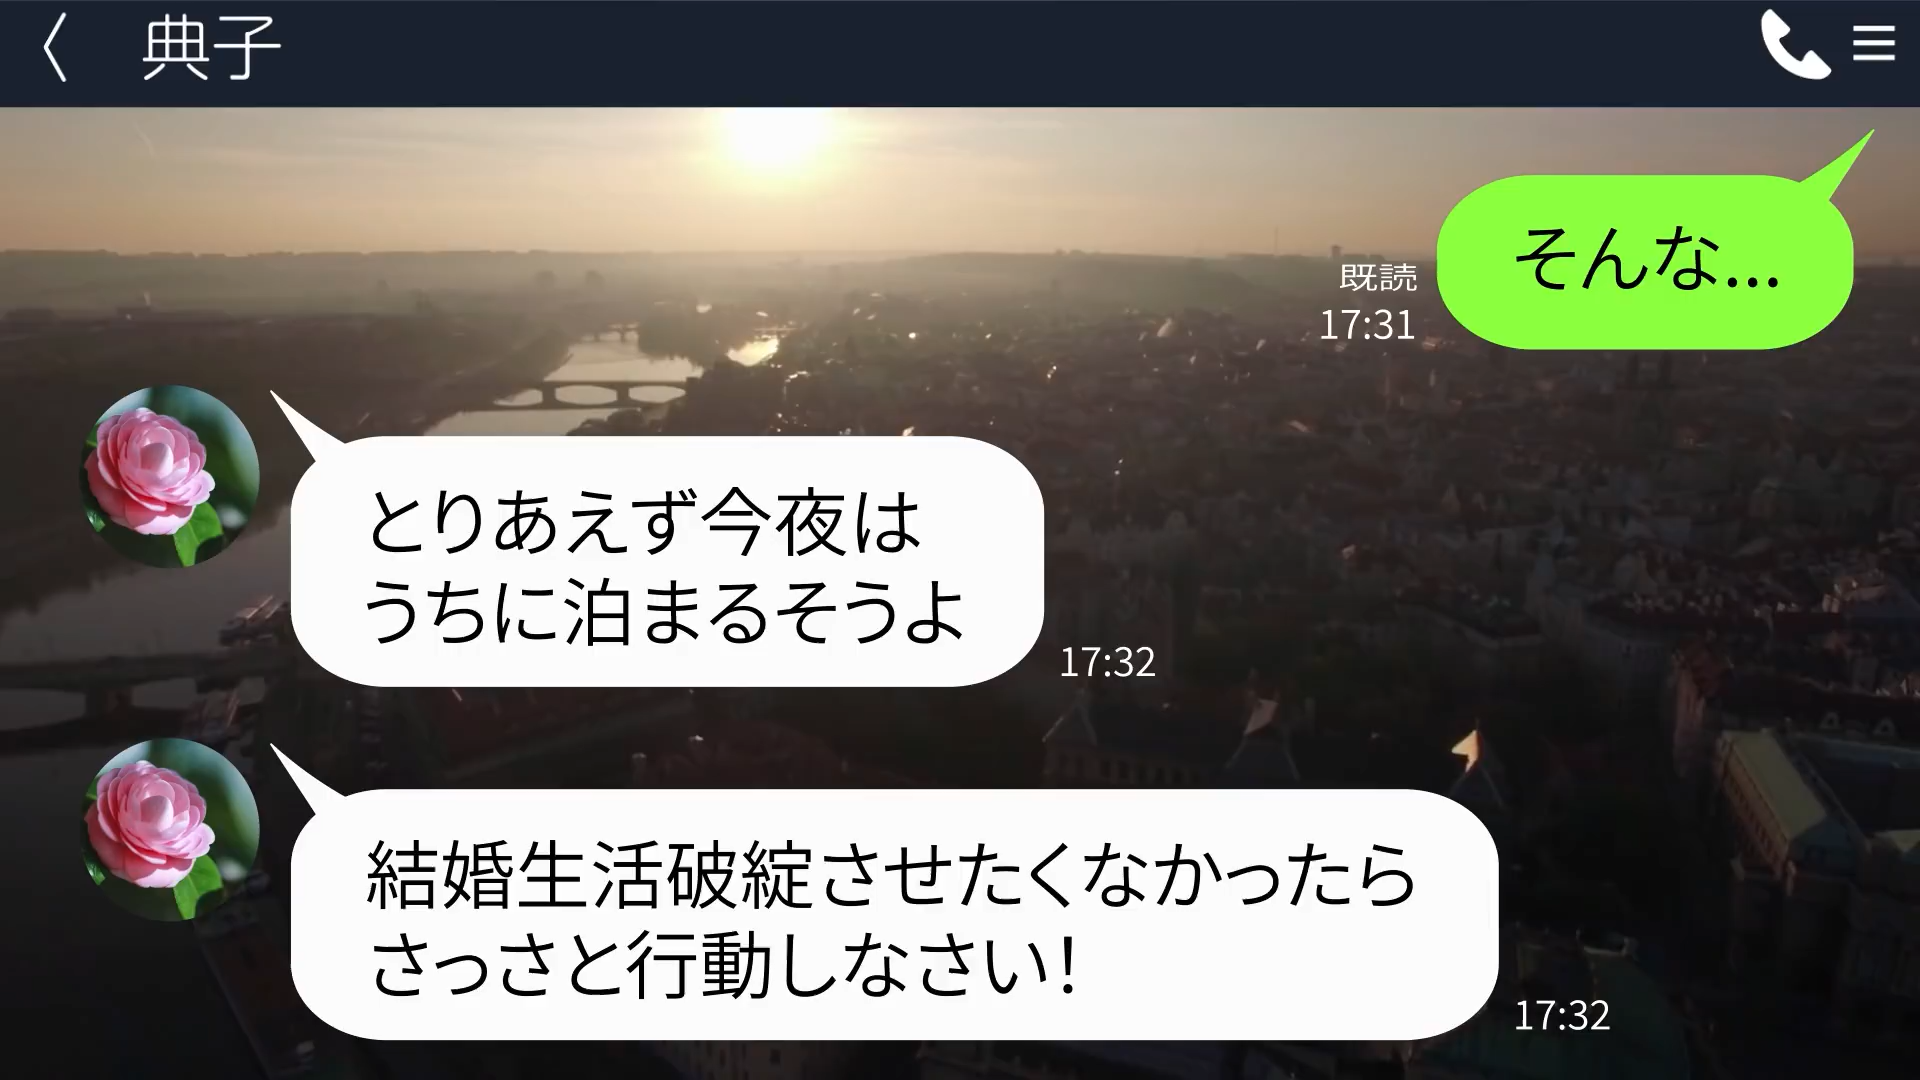 典子
そんな...
既読
17:31
とりあえず今夜は
うちに泊まるそうよ
17:32
結婚生活破綻させたくなかったら
さっさと行動しなさい!
17:32